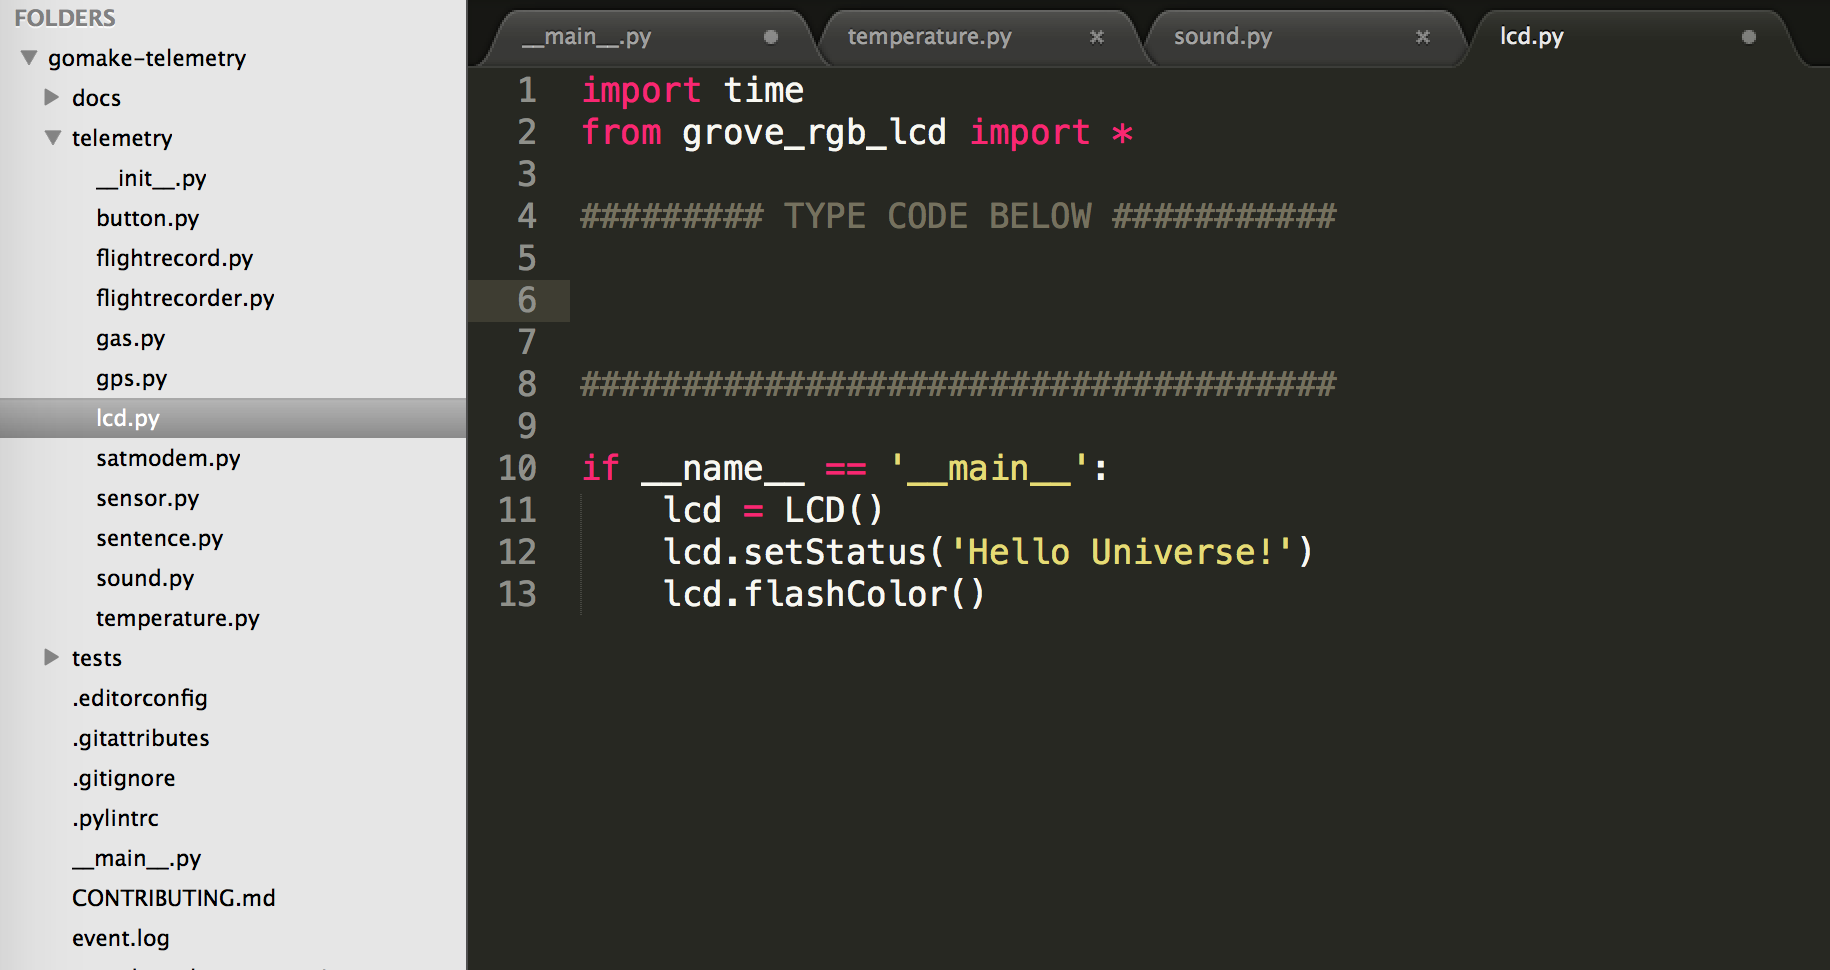 FOLDERS
gomake-telemetry
docs
telemetry
__init__.py
button.py
flightrecord.py
flightrecorder.py
gas.py
gps.py
lcd.py
satmodem.py
sensor.py
sentence.py
sound.py
temperature.py
tests
.editorconfig
.gitattributes
.gitignore
.pylintrc
__main__.py
CONTRIBUTING.md
event.log
__main__.py temperature.py sound.py lcd.py
1 import time
2 from grove_rgb_lcd import *
3
4 ######### TYPE CODE BELOW ###########
5
6
7
8 #####################################
9
10 if __name__ == '__main__':
11     lcd = LCD()
12     lcd.setStatus('Hello Universe!')
13     lcd.flashColor()